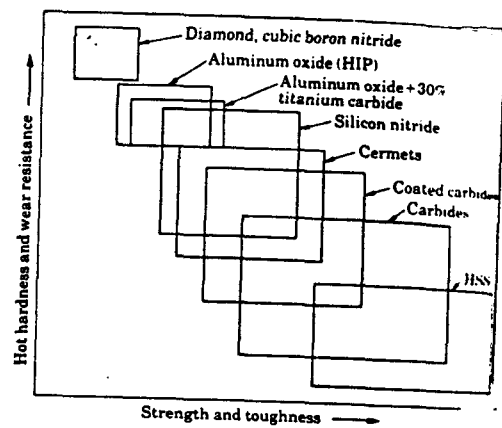 Diamond, cubic boron nitride
Aluminum oxide (HIP)
Aluminum oxide + 30%
titanium carbide
Silicon nitride
Cermets
Coated carbides
Carbides
HSS
Hot hardness and wear resistance
Strength and toughness